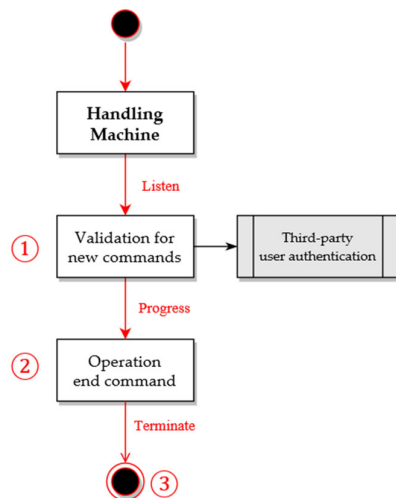 Handling
Machine
Listen
①
Validation for
new commands
Third-party
user authentication
Progress
②
Operation
end command
Terminate
③